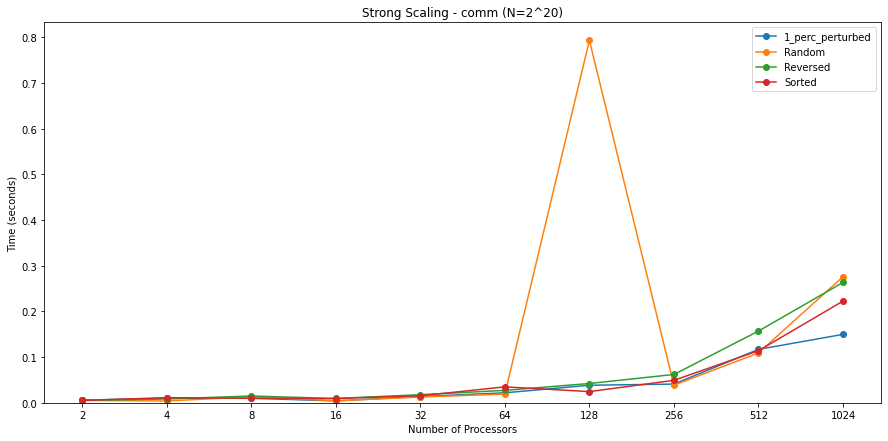 Strong Scaling - comm (N=2^20)
1_perc_perturbed
Random
Reversed
Sorted
0.8
0.7
0.6
0.5
0.4
0.3
0.2
0.1
0.0
Time (seconds)
2 4 8 16 32 64 128 256 512 1024
Number of Processors